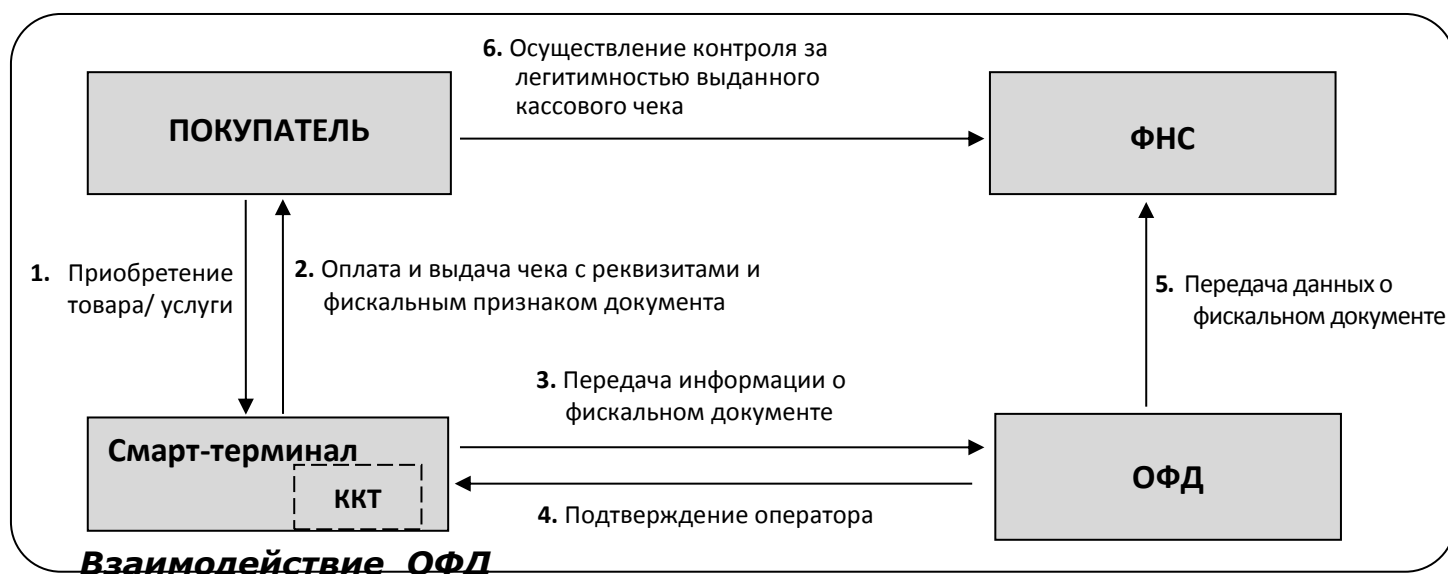 6. Осуществление контроля за
легитимностью выданного
кассового чека
ПОКУПАТЕЛЬ
ФНС
1. Приобретение
товара/ услуги
2. Оплата и выдача чека с реквизитами и
фискальным признаком документа
5. Передача данных о
фискальном документе
3. Передача информации о
фискальном документе
Смарт-терминал
ККТ
ОФД
4. Подтверждение оператора
Взаимодействие ОФД